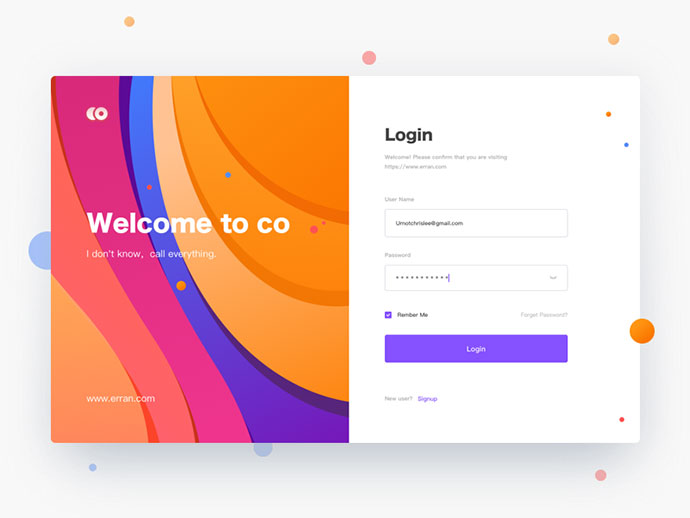 Welcome to co
I don't know, call everything.
www.erran.com
Login
Welcome! Please confirm that you are visiting
https://www.erran.com
User Name
Umotchrislee@gmail.com
Password
Rember Me
Forget Password?
Login
New user? Signup